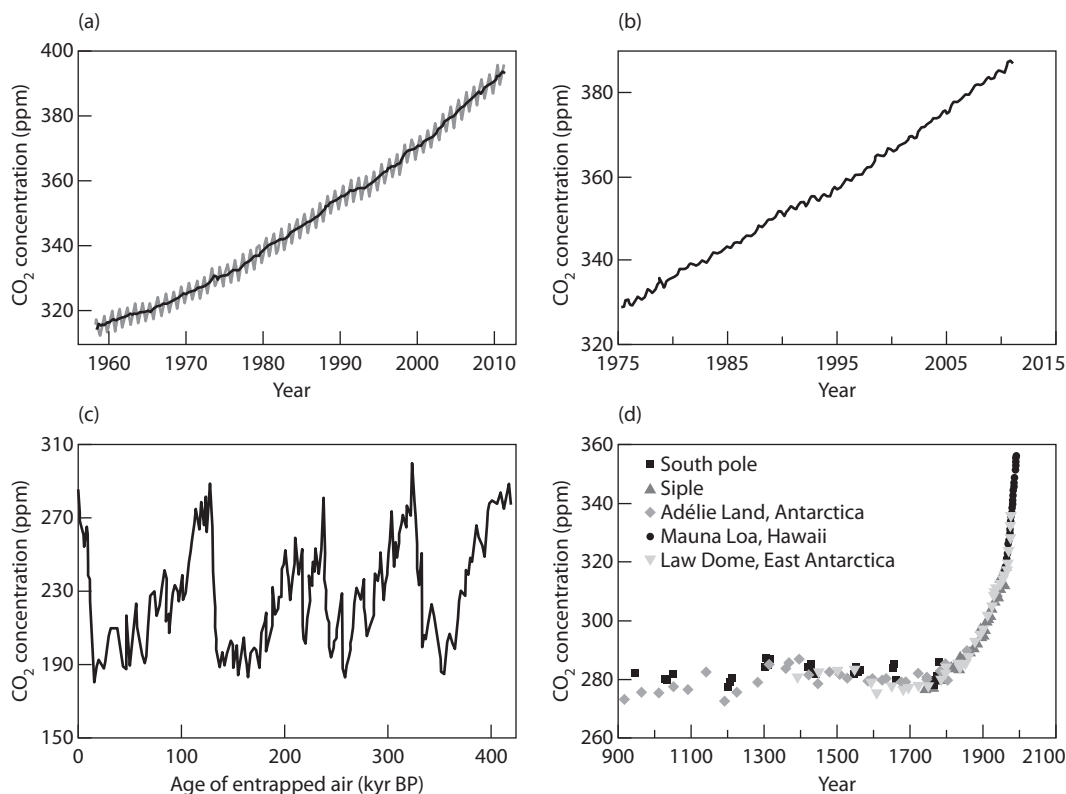 (a)
400
380
360
340
320
CO2 concentration (ppm)
1960 1970 1980 1990 2000 2010
Year
(b)
380
360
340
320
CO2 concentration (ppm)
1975 1985 1995 2005 2015
Year
(c)
310
270
230
190
150
CO2 concentration (ppm)
0 100 200 300 400
Age of entrapped air (kyr BP)
(d)
360
340
320
300
280
260
CO2 concentration (ppm)
South pole
Siple
Adélie Land, Antarctica
Mauna Loa, Hawaii
Law Dome, East Antarctica
900 1100 1300 1500 1700 1900 2100
Year